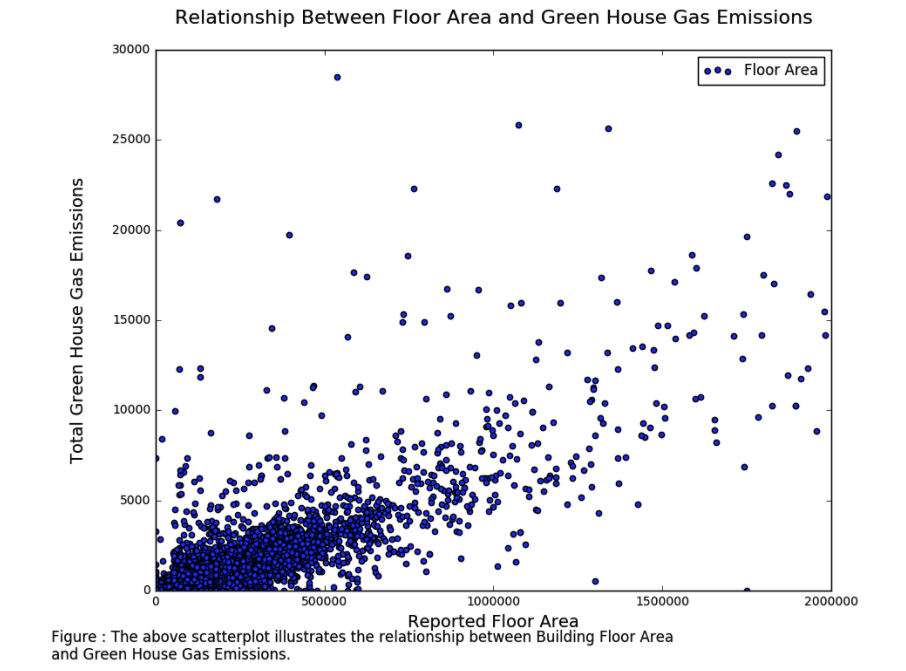 Relationship Between Floor Area and Green House Gas Emissions
30000
25000
20000
15000
10000
5000
0
Total Green House Gas Emissions
Floor Area
0
500000
1000000
1500000
2000000
Reported Floor Area
Figure : The above scatterplot illustrates the relationship between Building Floor Area
and Green House Gas Emissions.